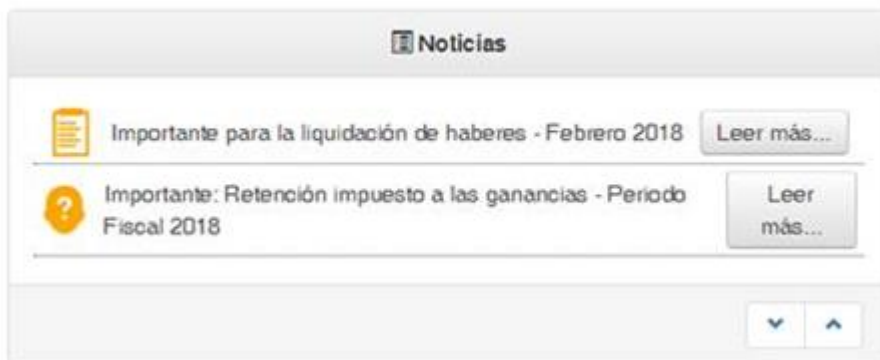 Noticias
Importante para la liquidación de haberes - Febrero 2018
Leer más...
Importante: Retención impuesto a las ganancias - Periodo
Fiscal 2018
Leer
más...